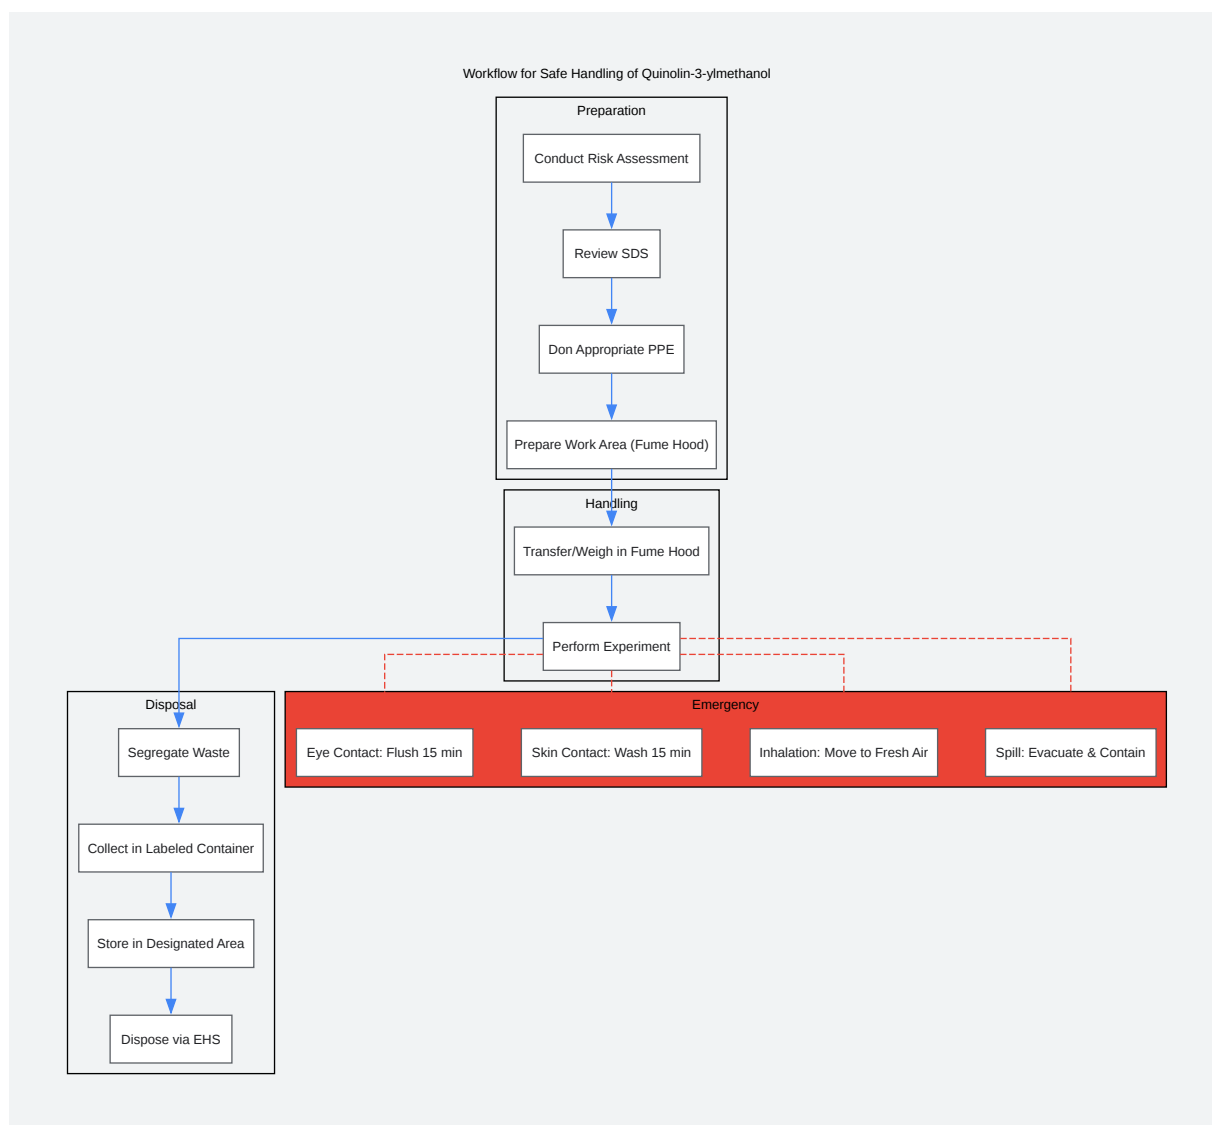 Workflow for Safe Handling of Quinolin-3-ylmethanol
Preparation
Conduct Risk Assessment
Review SDS
Don Appropriate PPE
Prepare Work Area (Fume Hood)
Handling
Transfer/Weigh in Fume Hood
Perform Experiment
Disposal
Segregate Waste
Collect in Labeled Container
Store in Designated Area
Dispose via EHS
Emergency
Eye Contact: Flush 15 min
Skin Contact: Wash 15 min
Inhalation: Move to Fresh Air
Spill: Evacuate & Contain